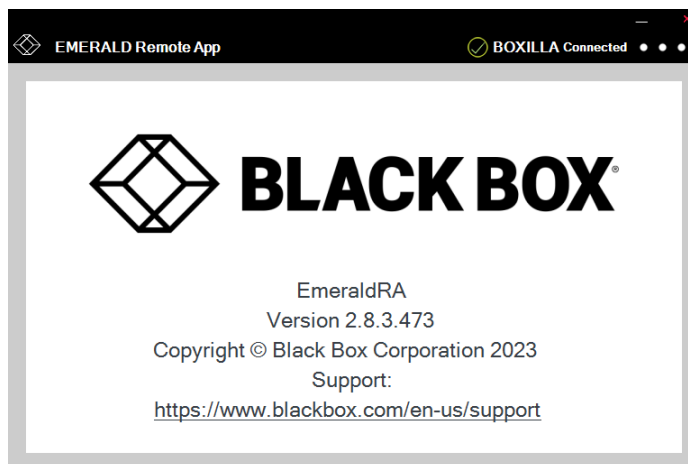 EMERALD Remote App
BOXILLA Connected
BLACK BOX®
EmeraldRA
Version 2.8.3.473
Copyright © Black Box Corporation 2023
Support:
https://www.blackbox.com/en-us/support